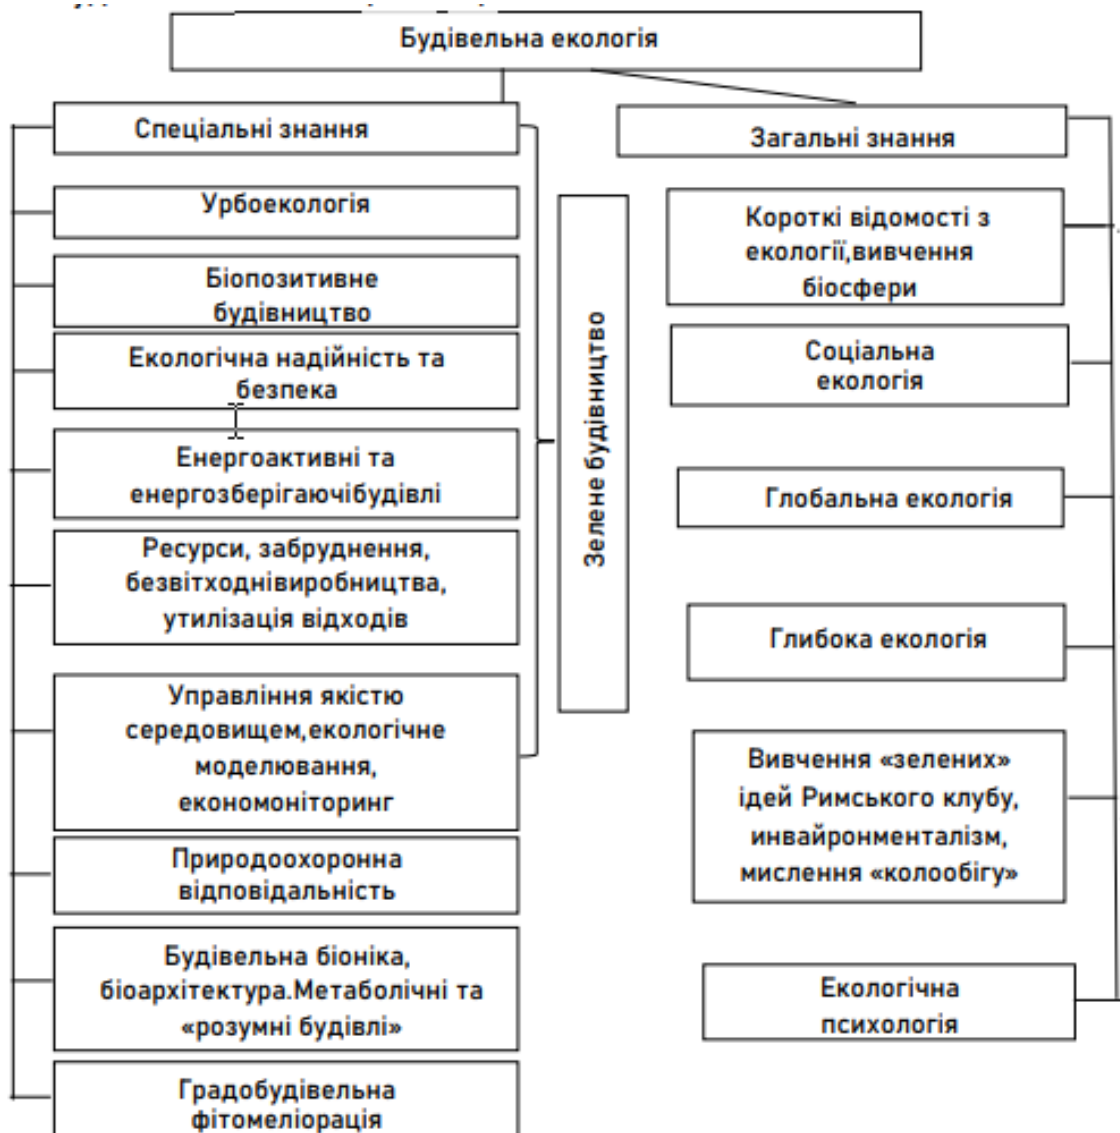 Будівельна екологія
Спеціальні знання
Урбоекологія
Біопозитивне
будівництво
Екологічна надійність та
безпека
Енергоактивні та
енергозберігаючібудівлі
Ресурси, забруднення,
безвітходнівиробництва,
утилізація відходів
Управління якістю
середовищем,екологічне
моделювання,
економоніторинг
Природоохоронна
відповідальність
Будівельна біоніка,
біоархітектура.Метаболічні та
«розумні будівлі»
Градобудівельна
фітомеліорація
Зелене будівництво
Загальні знання
Короткі відомості з
екології,вивчення
біосфери
Соціальна
екологія
Глобальна екологія
Глибока екологія
Вивчення «зелених»
ідей Римського клубу,
инвайронменталізм,
мислення «колообігу»
Екологічна
психологія